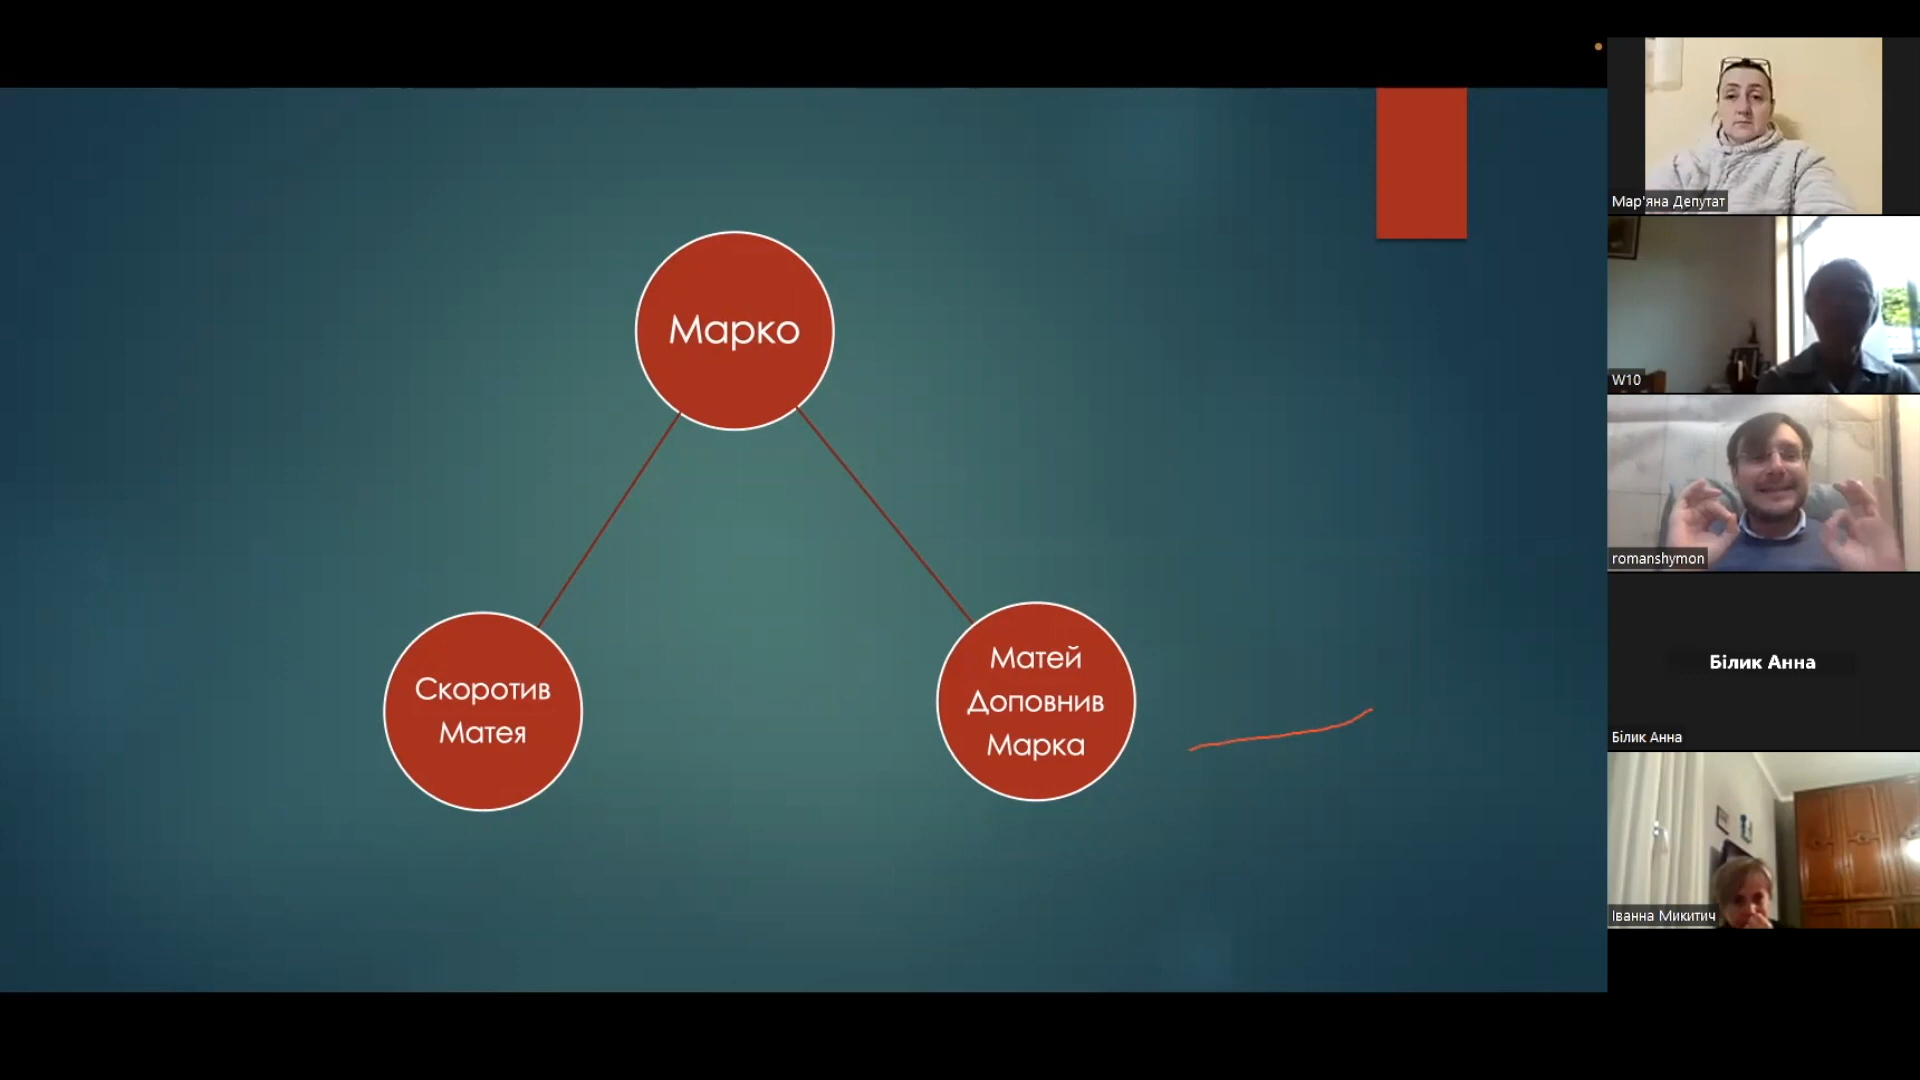 Марко
Скоротив
Матея
Матей
Доповнив
Марка
Мар'яна Депутат
W10
romanshymon
Білик Анна
Білик Анна
Іванна Микитич